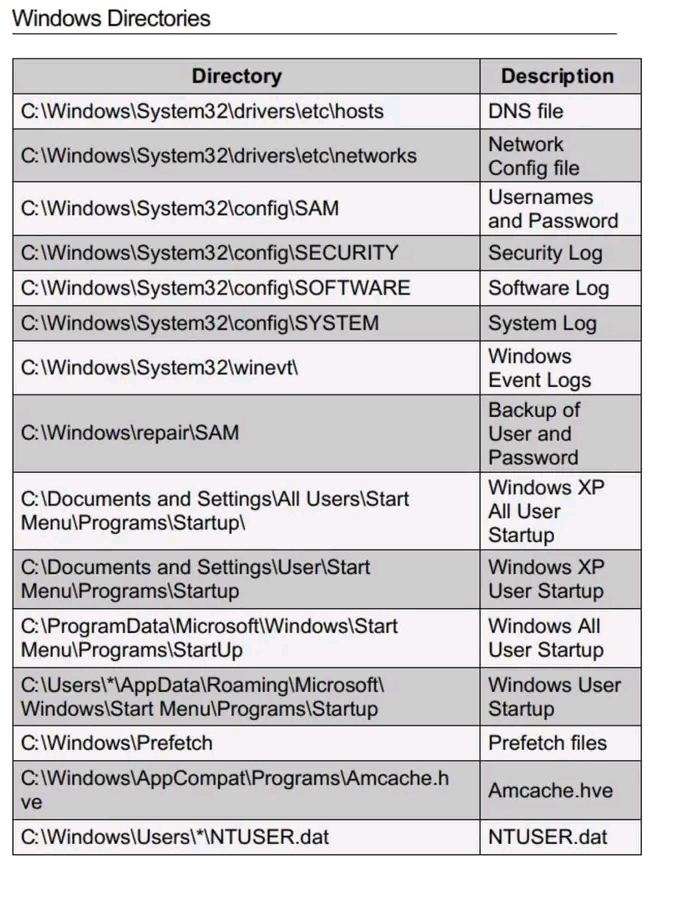 Windows Directories
Directory Description
C:\Windows\System32\drivers\etc\hosts DNS file
C:\Windows\System32\drivers\etc\networks Network
Config file
C:\Windows\System32\config\SAM Usernames
and Password
C:\Windows\System32\config\SECURITY Security Log
C:\Windows\System32\config\SOFTWARE Software Log
C:\Windows\System32\config\SYSTEM System Log
C:\Windows\System32\winevt\ Windows
Event Logs
C:\Windows\repair\SAM Backup of
User and
Password
C:\Documents and Settings\All Users\Start
Menu\Programs\Startup\
Windows XP
All User
Startup
C:\Documents and Settings\User\Start
Menu\Programs\Startup
Windows XP
User Startup
C:\ProgramData\Microsoft\Windows\Start
Menu\Programs\StartUp
Windows All
User Startup
C:\Users\*\AppData\Roaming\Microsoft\
Windows\Start Menu\Programs\Startup
Windows User
Startup
C:\Windows\Prefetch Prefetch files
C:\Windows\AppCompat\Programs\Amcache.h
ve
Amcache.hve
C:\Windows\Users\*\NTUSER.dat NTUSER.dat